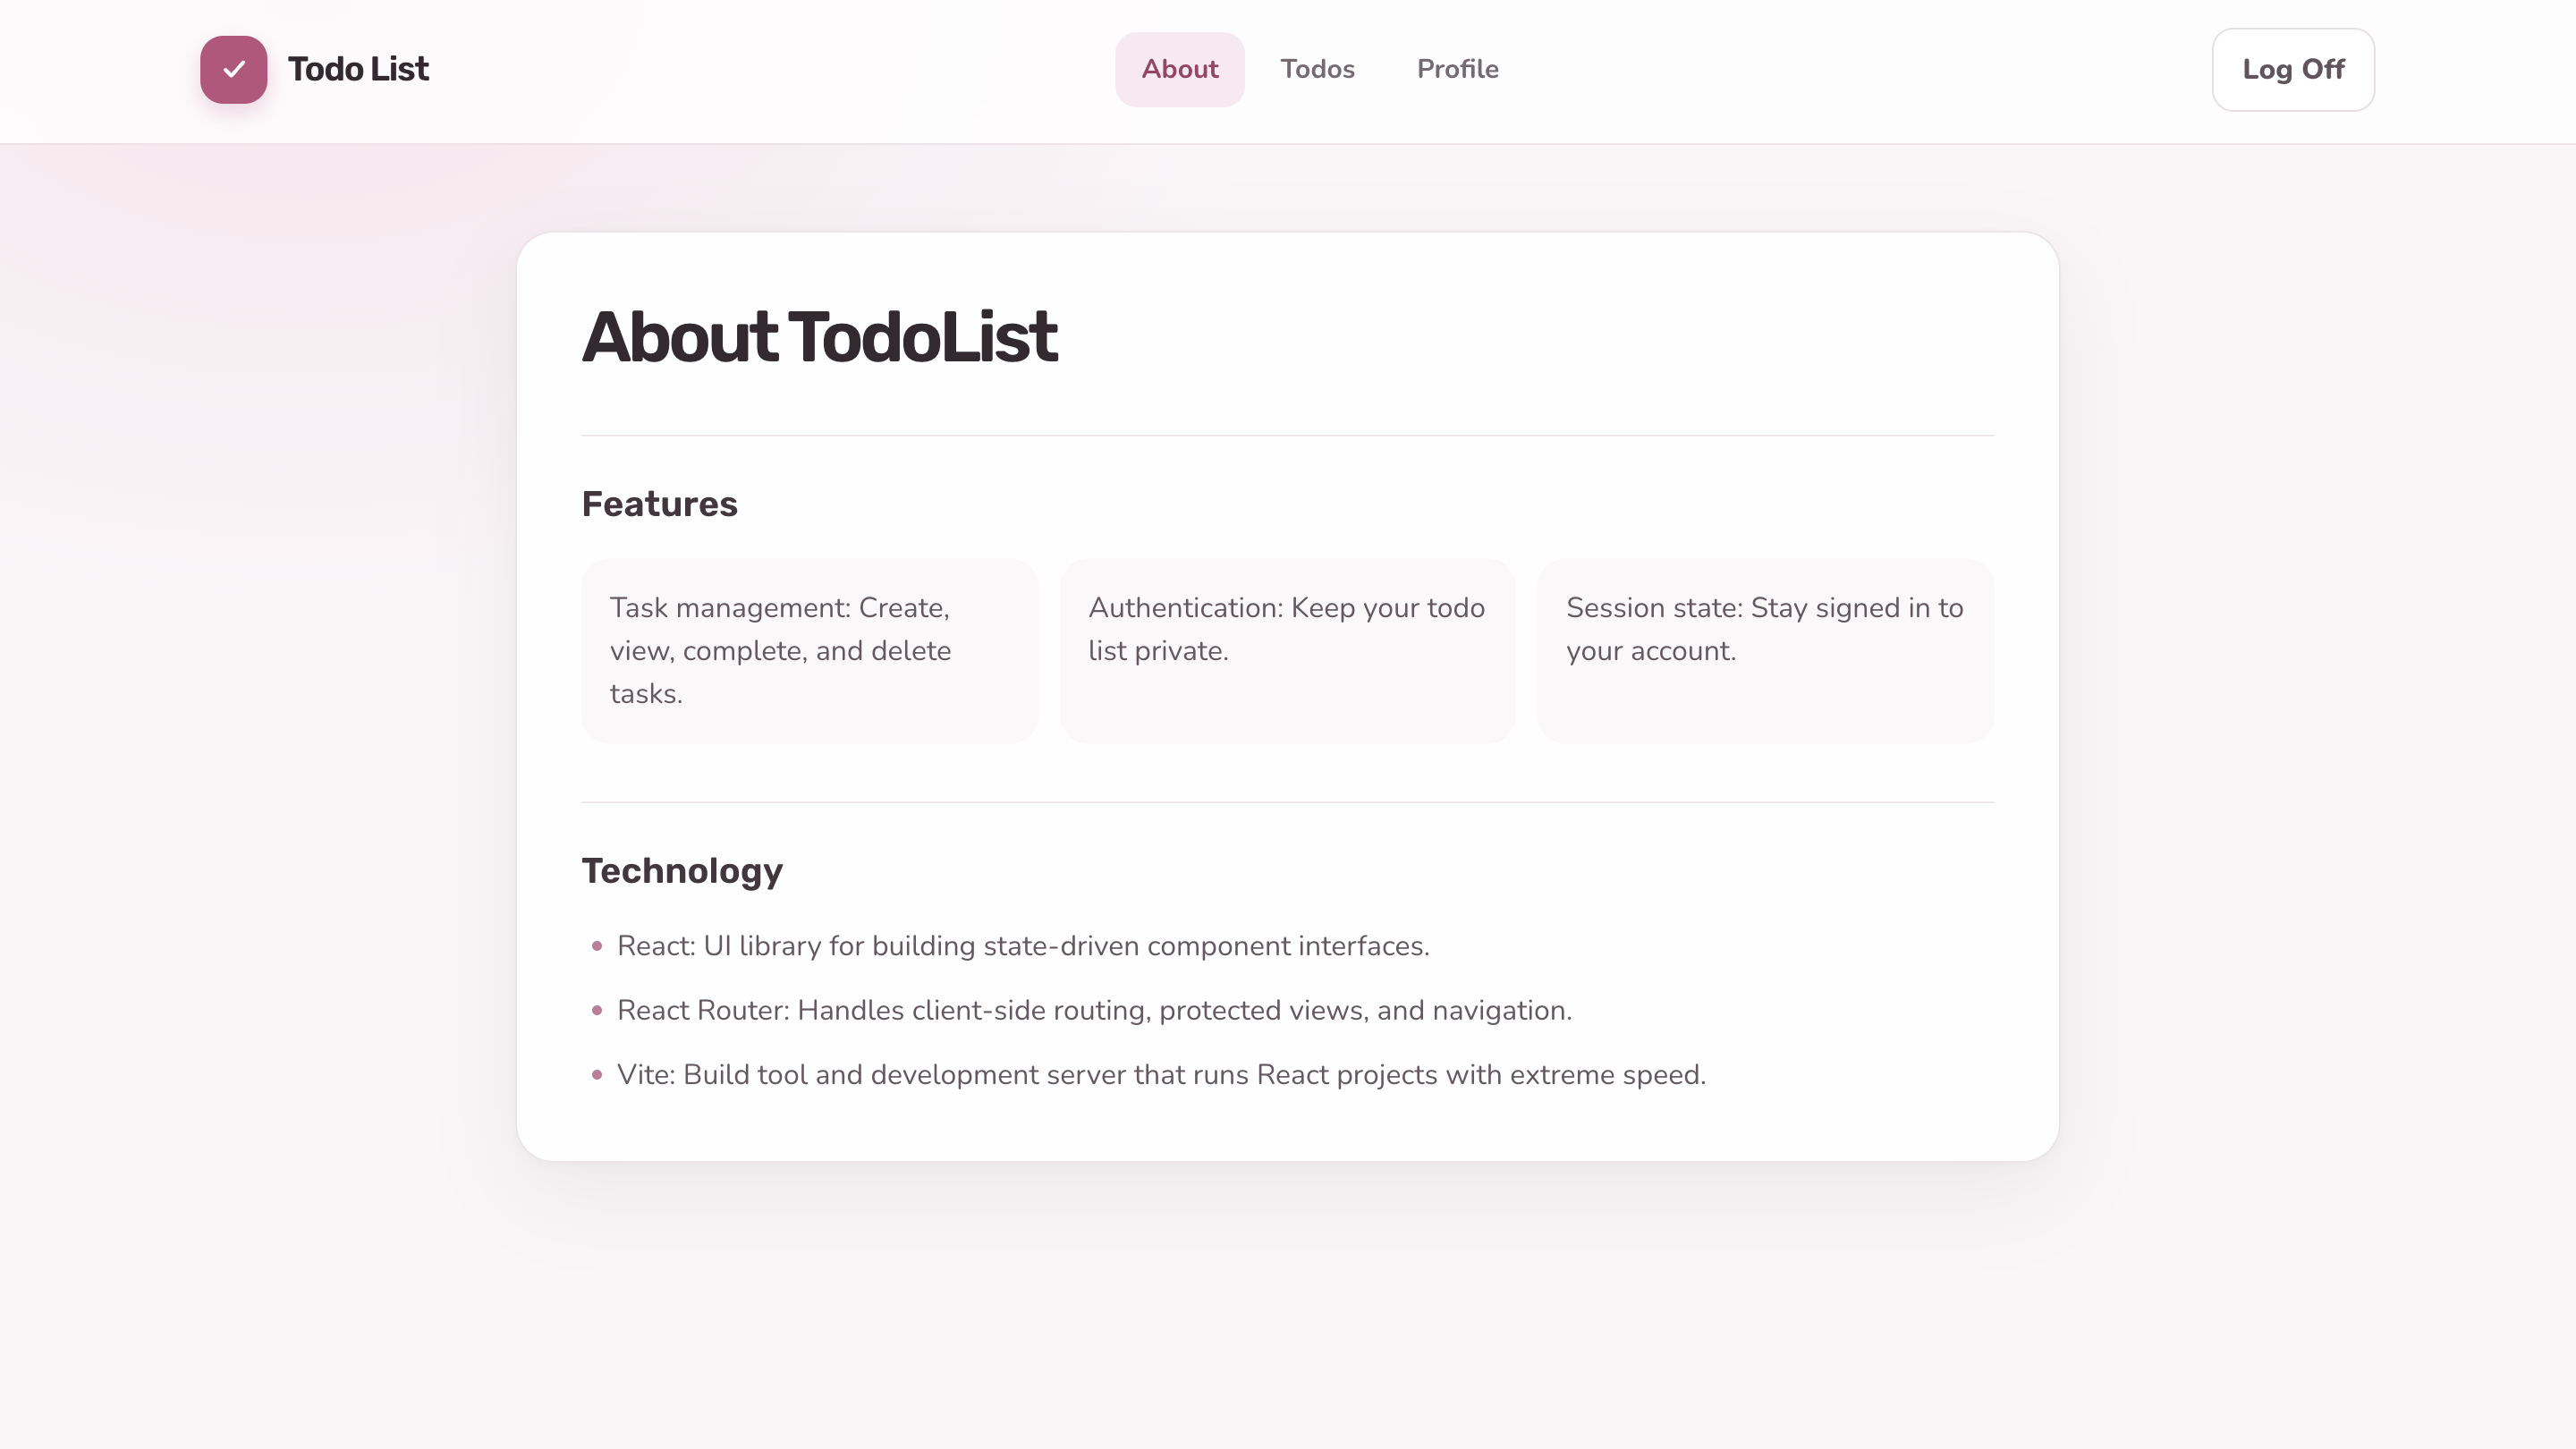 Todo List
About
Todos
Profile
Log Off
About TodoList
Features
Task management: Create,
view, complete, and delete
tasks.
Authentication: Keep your todo
list private.
Session state: Stay signed in to
your account.
Technology
React: UI library for building state-driven component interfaces.
React Router: Handles client-side routing, protected views, and navigation.
Vite: Build tool and development server that runs React projects with extreme speed.